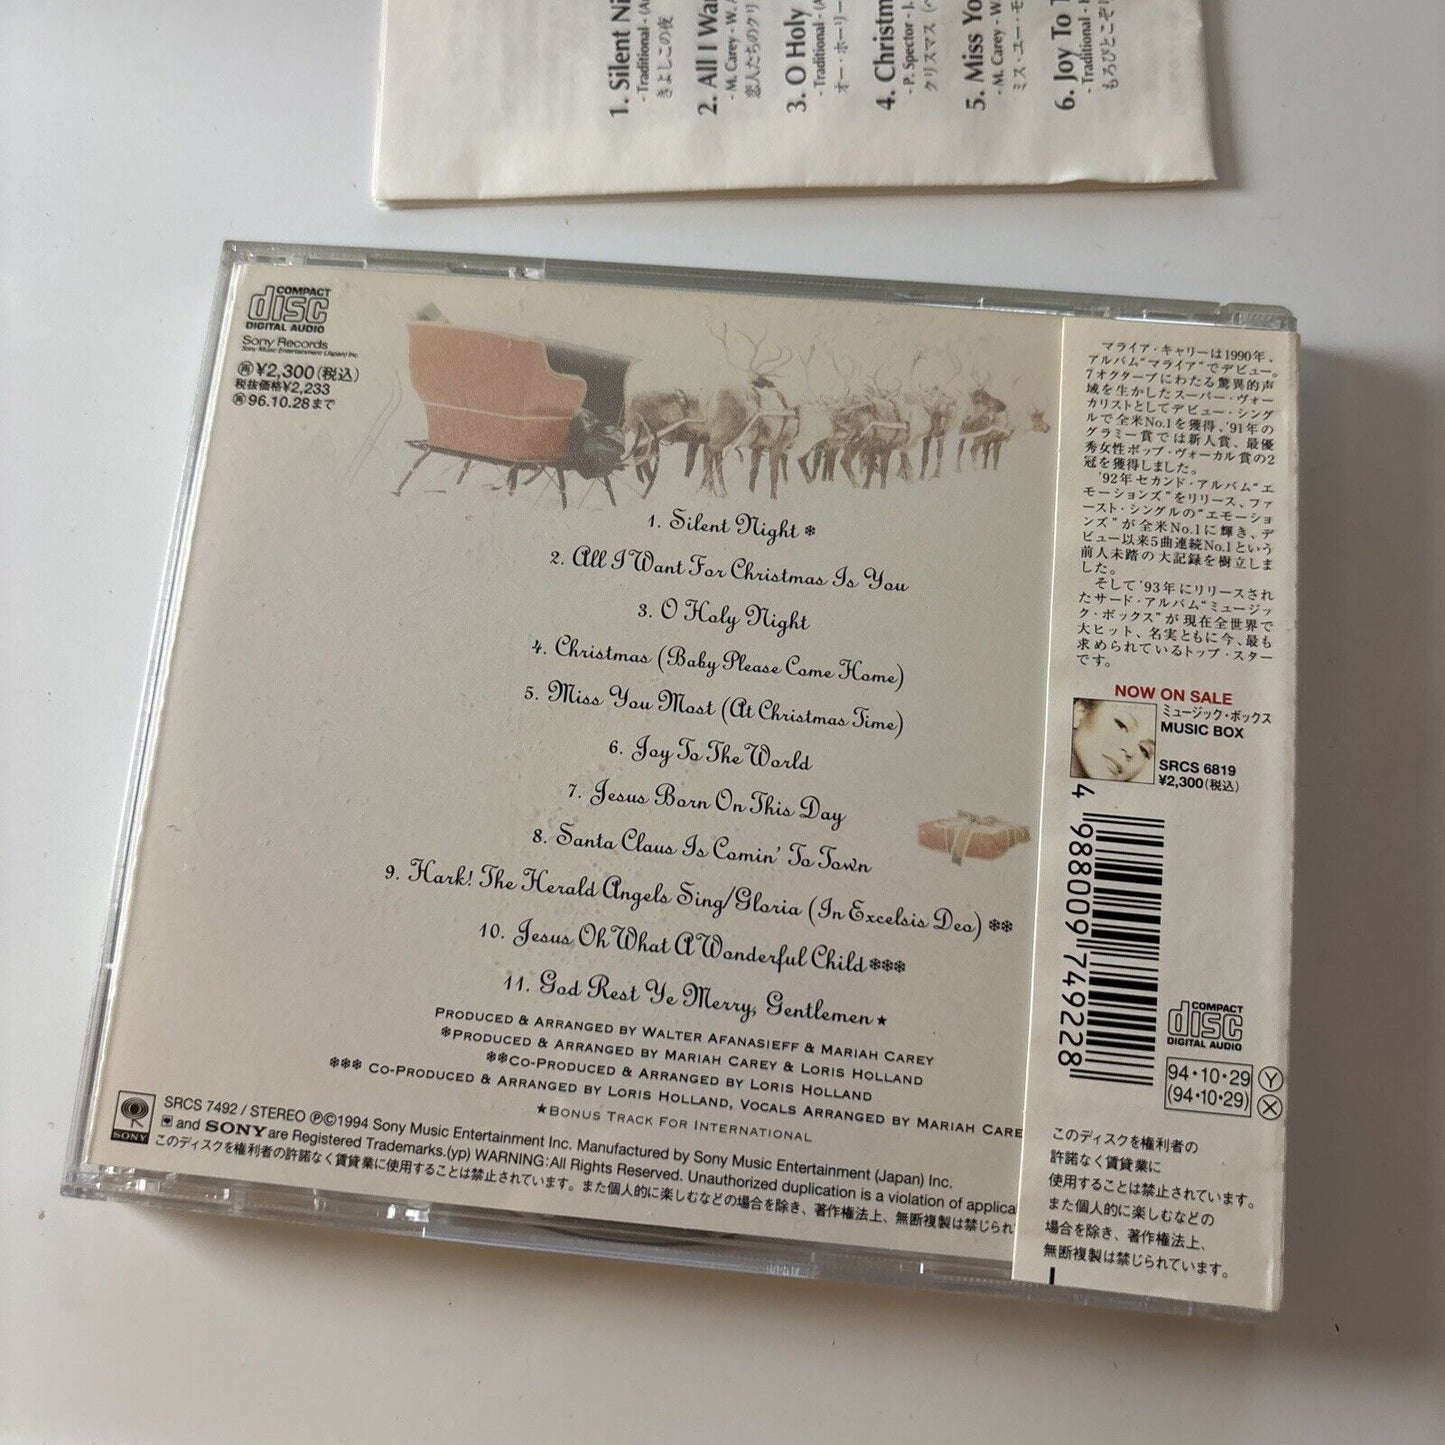 1. Silent Ni
- Traditional -
きよしこの夜
2. All I Wan
- M. Carey - W.
恋人たちのクリ
3. O Holy
- Traditional -
オー・ホーリー
4. Christm
- P. Spector - J.
クリスマス
5. Miss Yo
- M. Carey - W
ミス・ユー・モ
6. Joy To T
- Traditional -
もろびとこぞり
COMPACT
disc
DIGITAL AUDIO
Sony Records
Sony Music Entertainment (Japan) Inc
再¥2,300(税込)
税抜価格¥2,233
再96.10.28まで
1. Silent Night❄
2. All I Want For Christmas Is You
3. O Holy Night
4. Christmas (Baby Please Come Home)
5. Miss You Most (At Christmas Time)
6. Joy To The World
7. Jesus Born On This Day
8. Santa Claus Is Comin' To Town
9. Hark! The Herald Angels Sing/Gloria (In Excelsis Deo) ❄❄
10. Jesus Oh What A Wonderful Child❄❄❄
11. God Rest Ye Merry, Gentlemen★
PRODUCED & ARRANGED BY WALTER AFANASIEFF & MARIAH CAREY
❄PRODUCED & ARRANGED BY MARIAH CAREY & LORIS HOLLAND
❄❄CO-PRODUCED & ARRANGED BY LORIS HOLLAND
❄❄❄ CO-PRODUCED & ARRANGED BY LORIS HOLLAND, VOCALS ARRANGED BY MARIAH CARE
★BONUS TRACK FOR INTERNATIONAL
SONY
SRCS 7492 / STEREO ℗©1994 Sony Music Entertainment Inc. Manufactured by Sony Music Entertainment (Japan) Inc.
and SONY are Registered Trademarks.(yp) WARNING:All Rights Reserved. Unauthorized duplication is a violation of applica
このディスクを権利者の許諾なく賃貸業に使用することは禁止されています。また個人的に楽しむなどの場合を除き、著作権法上、無断複製は禁じられ
マライア・キャリーは1990年、
アルバム“マライア”でデビュー。
7オクターブにわたる驚異的声
域を生かしたスーパー・ヴォー
カリストとしてデビュー・シング
ルで全米No.1を獲得、'91年の
グラミー賞では新人賞、最優
秀女性ポップ・ヴォーカル賞の2
冠を獲得しました。
'92年セカンド・アルバム“エ
モーションズ”をリリース、ファ
ースト・シングルの“エモーショ
ンズ”が全米No.1に輝き、デ
ビュー以来5曲連続No.1という
前人未踏の大記録を樹立しま
した。
そして'93年にリリースされ
たサード・アルバム“ミュージッ
ク・ボックス”が現在全世界で
大ヒット、名実ともに今、最も
求められているトップ・スター
です。
NOW ON SALE
ミュージック・ボックス
MUSIC BOX
SRCS 6819
¥2,300(税込)
4 988009 749228
COMPACT
disc
DIGITAL AUDIO
94・10・29 Y
(94・10・29) X
このディスクを権利者の
許諾なく賃貸業に
使用することは禁止されています。
また個人的に楽しむなどの
場合を除き、著作権法上、
無断複製は禁じられています。